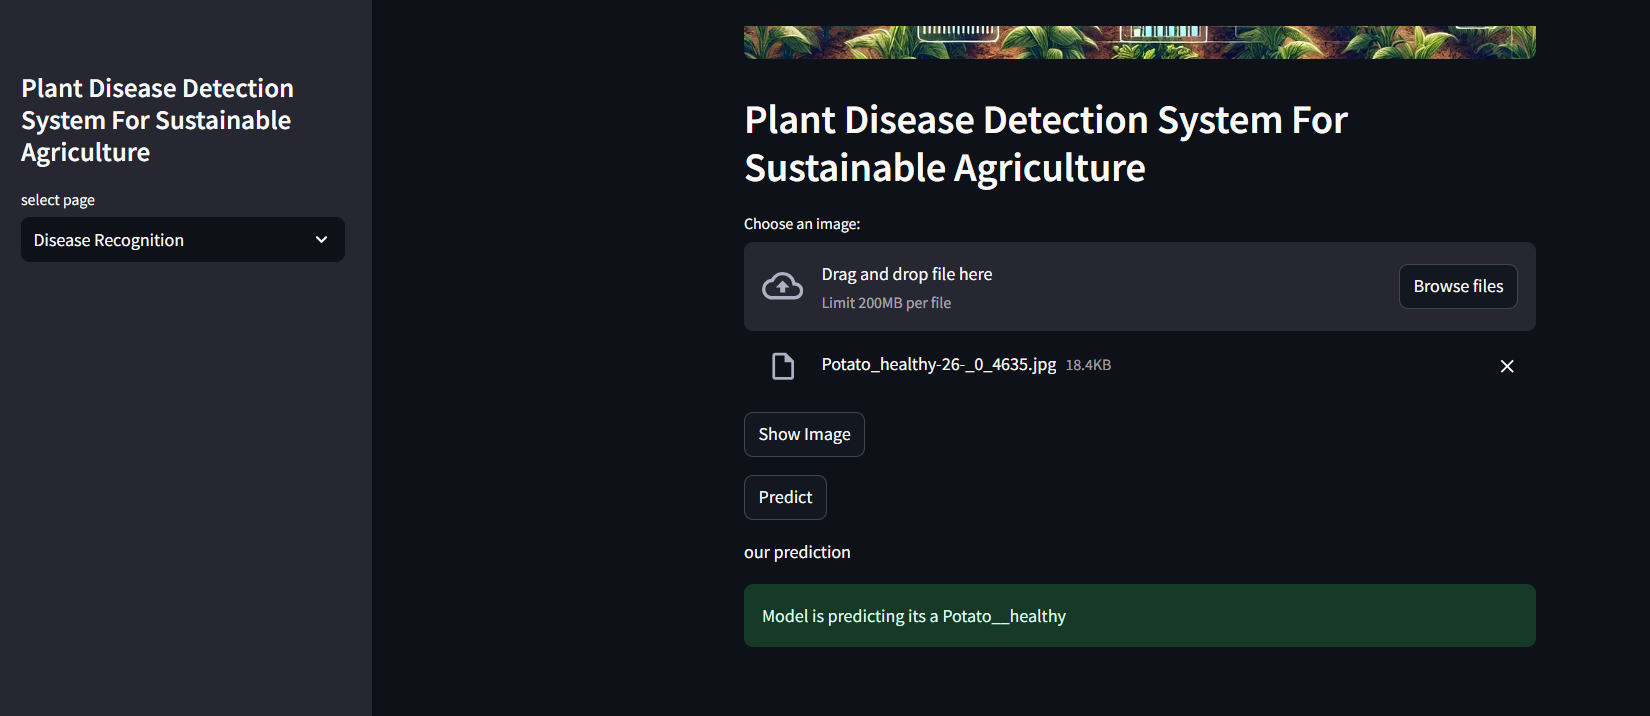 Plant Disease Detection
System For Sustainable
Agriculture
select page
Disease Recognition
Plant Disease Detection System For
Sustainable Agriculture
Choose an image:
Drag and drop file here
Limit 200MB per file
Browse files
Potato_healthy-26-_0_4635.jpg 18.4KB
Show Image
Predict
our prediction
Model is predicting its a Potato__healthy